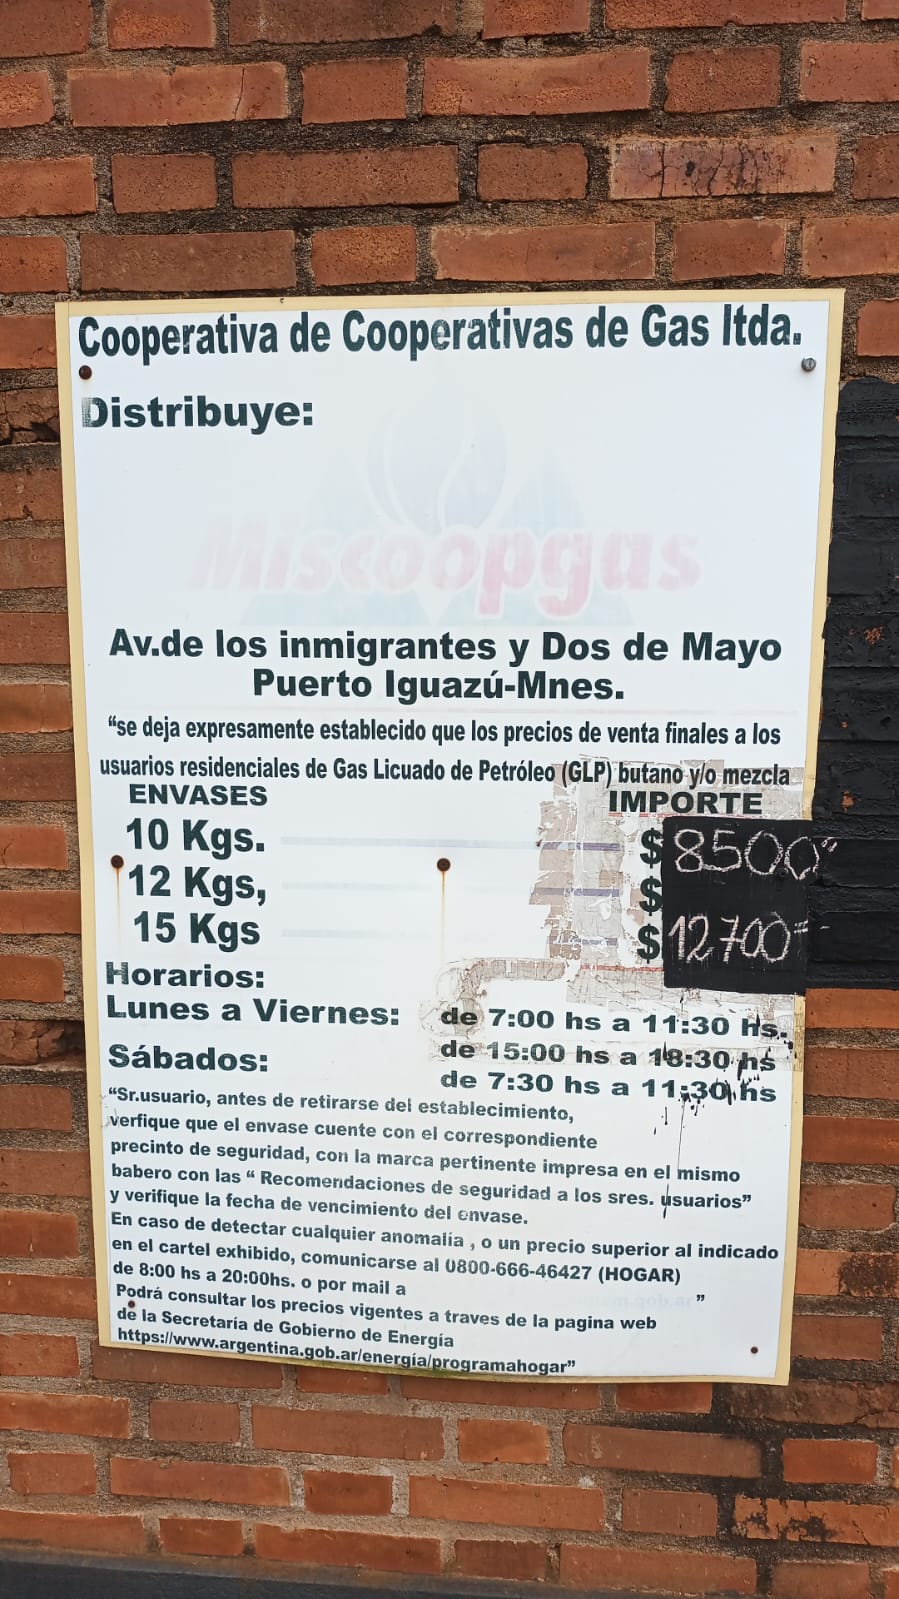 Cooperativa de Cooperativas de Gas ltda.
Distribuye:
Miscoopgas
Av.de los inmigrantes y Dos de Mayo
Puerto Iguazú-Mnes.
“se deja expresamente establecido que los precios de venta finales a los
usuarios residenciales de Gas Licuado de Petróleo (GLP) butano y/o mezcla
ENVASES IMPORTE
10 Kgs. $ 8500
12 Kgs, $
15 Kgs $ 12700
Horarios:
Lunes a Viernes: de 7:00 hs a 11:30 hs.
de 15:00 hs a 18:30 hs
Sábados: de 7:30 hs a 11:30 hs
“Sr.usuario, antes de retirarse del establecimiento,
verfique que el envase cuente con el correspondiente
precinto de seguridad, con la marca pertinente impresa en el mismo
babero con las “ Recomendaciones de seguridad a los sres. usuarios”
y verifique la fecha de vencimiento del envase.
En caso de detectar cualquier anomalía , o un precio superior al indicado
en el cartel exhibido, comunicarse al 0800-666-46427 (HOGAR)
de 8:00 hs a 20:00hs. o por mail a ”
Podrá consultar los precios vigentes a traves de la pagina web
de la Secretaría de Gobierno de Energía
https://www.argentina.gob.ar/energía/programahogar”